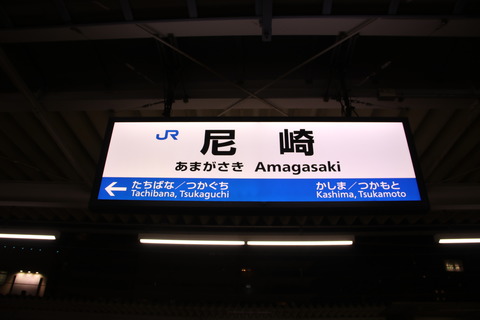 JR 尼崎
あまがさき Amagasaki
← たちばな／つかぐち かしま／つかもと
Tachibana, Tsukaguchi Kashima, Tsukamoto